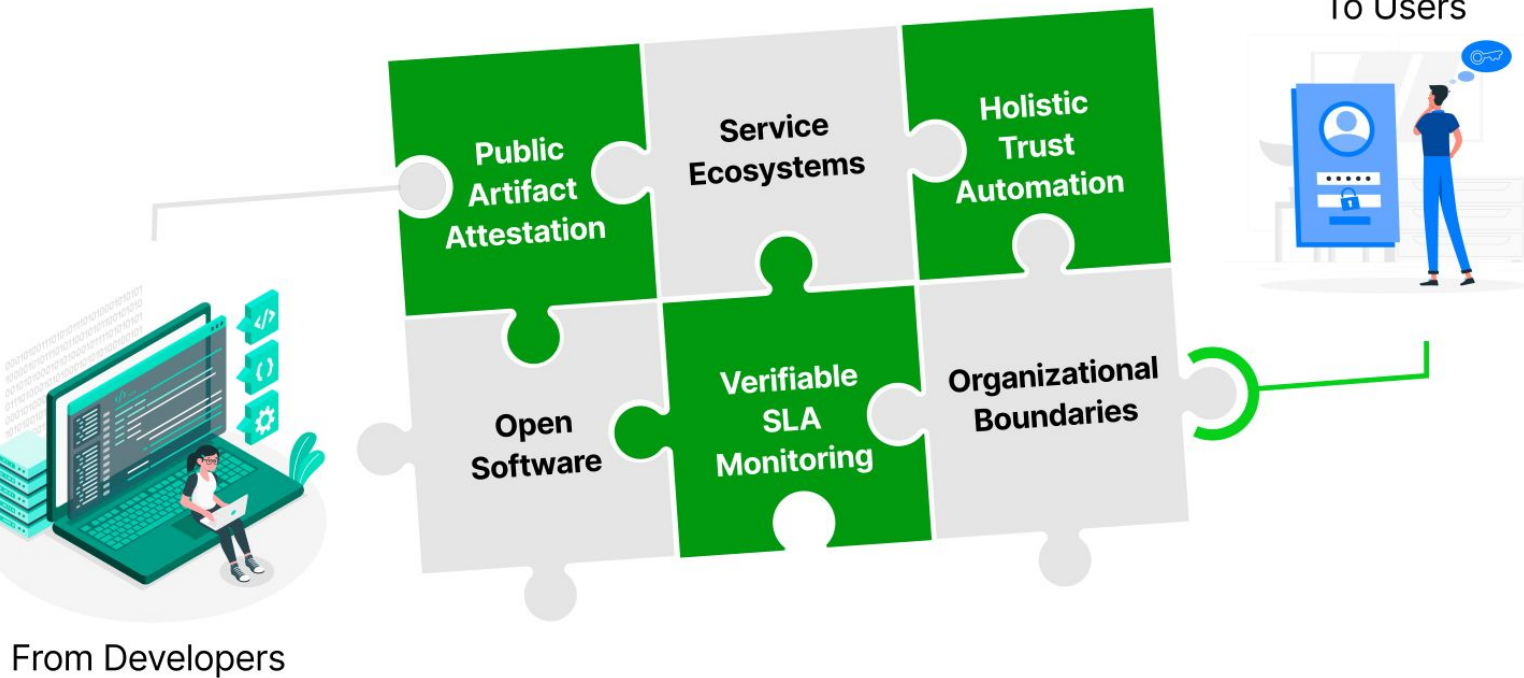 To Users
Public
Artifact
Attestation
Service
Ecosystems
Holistic
Trust
Automation
Open
Software
Verifiable
SLA
Monitoring
Organizational
Boundaries
From Developers